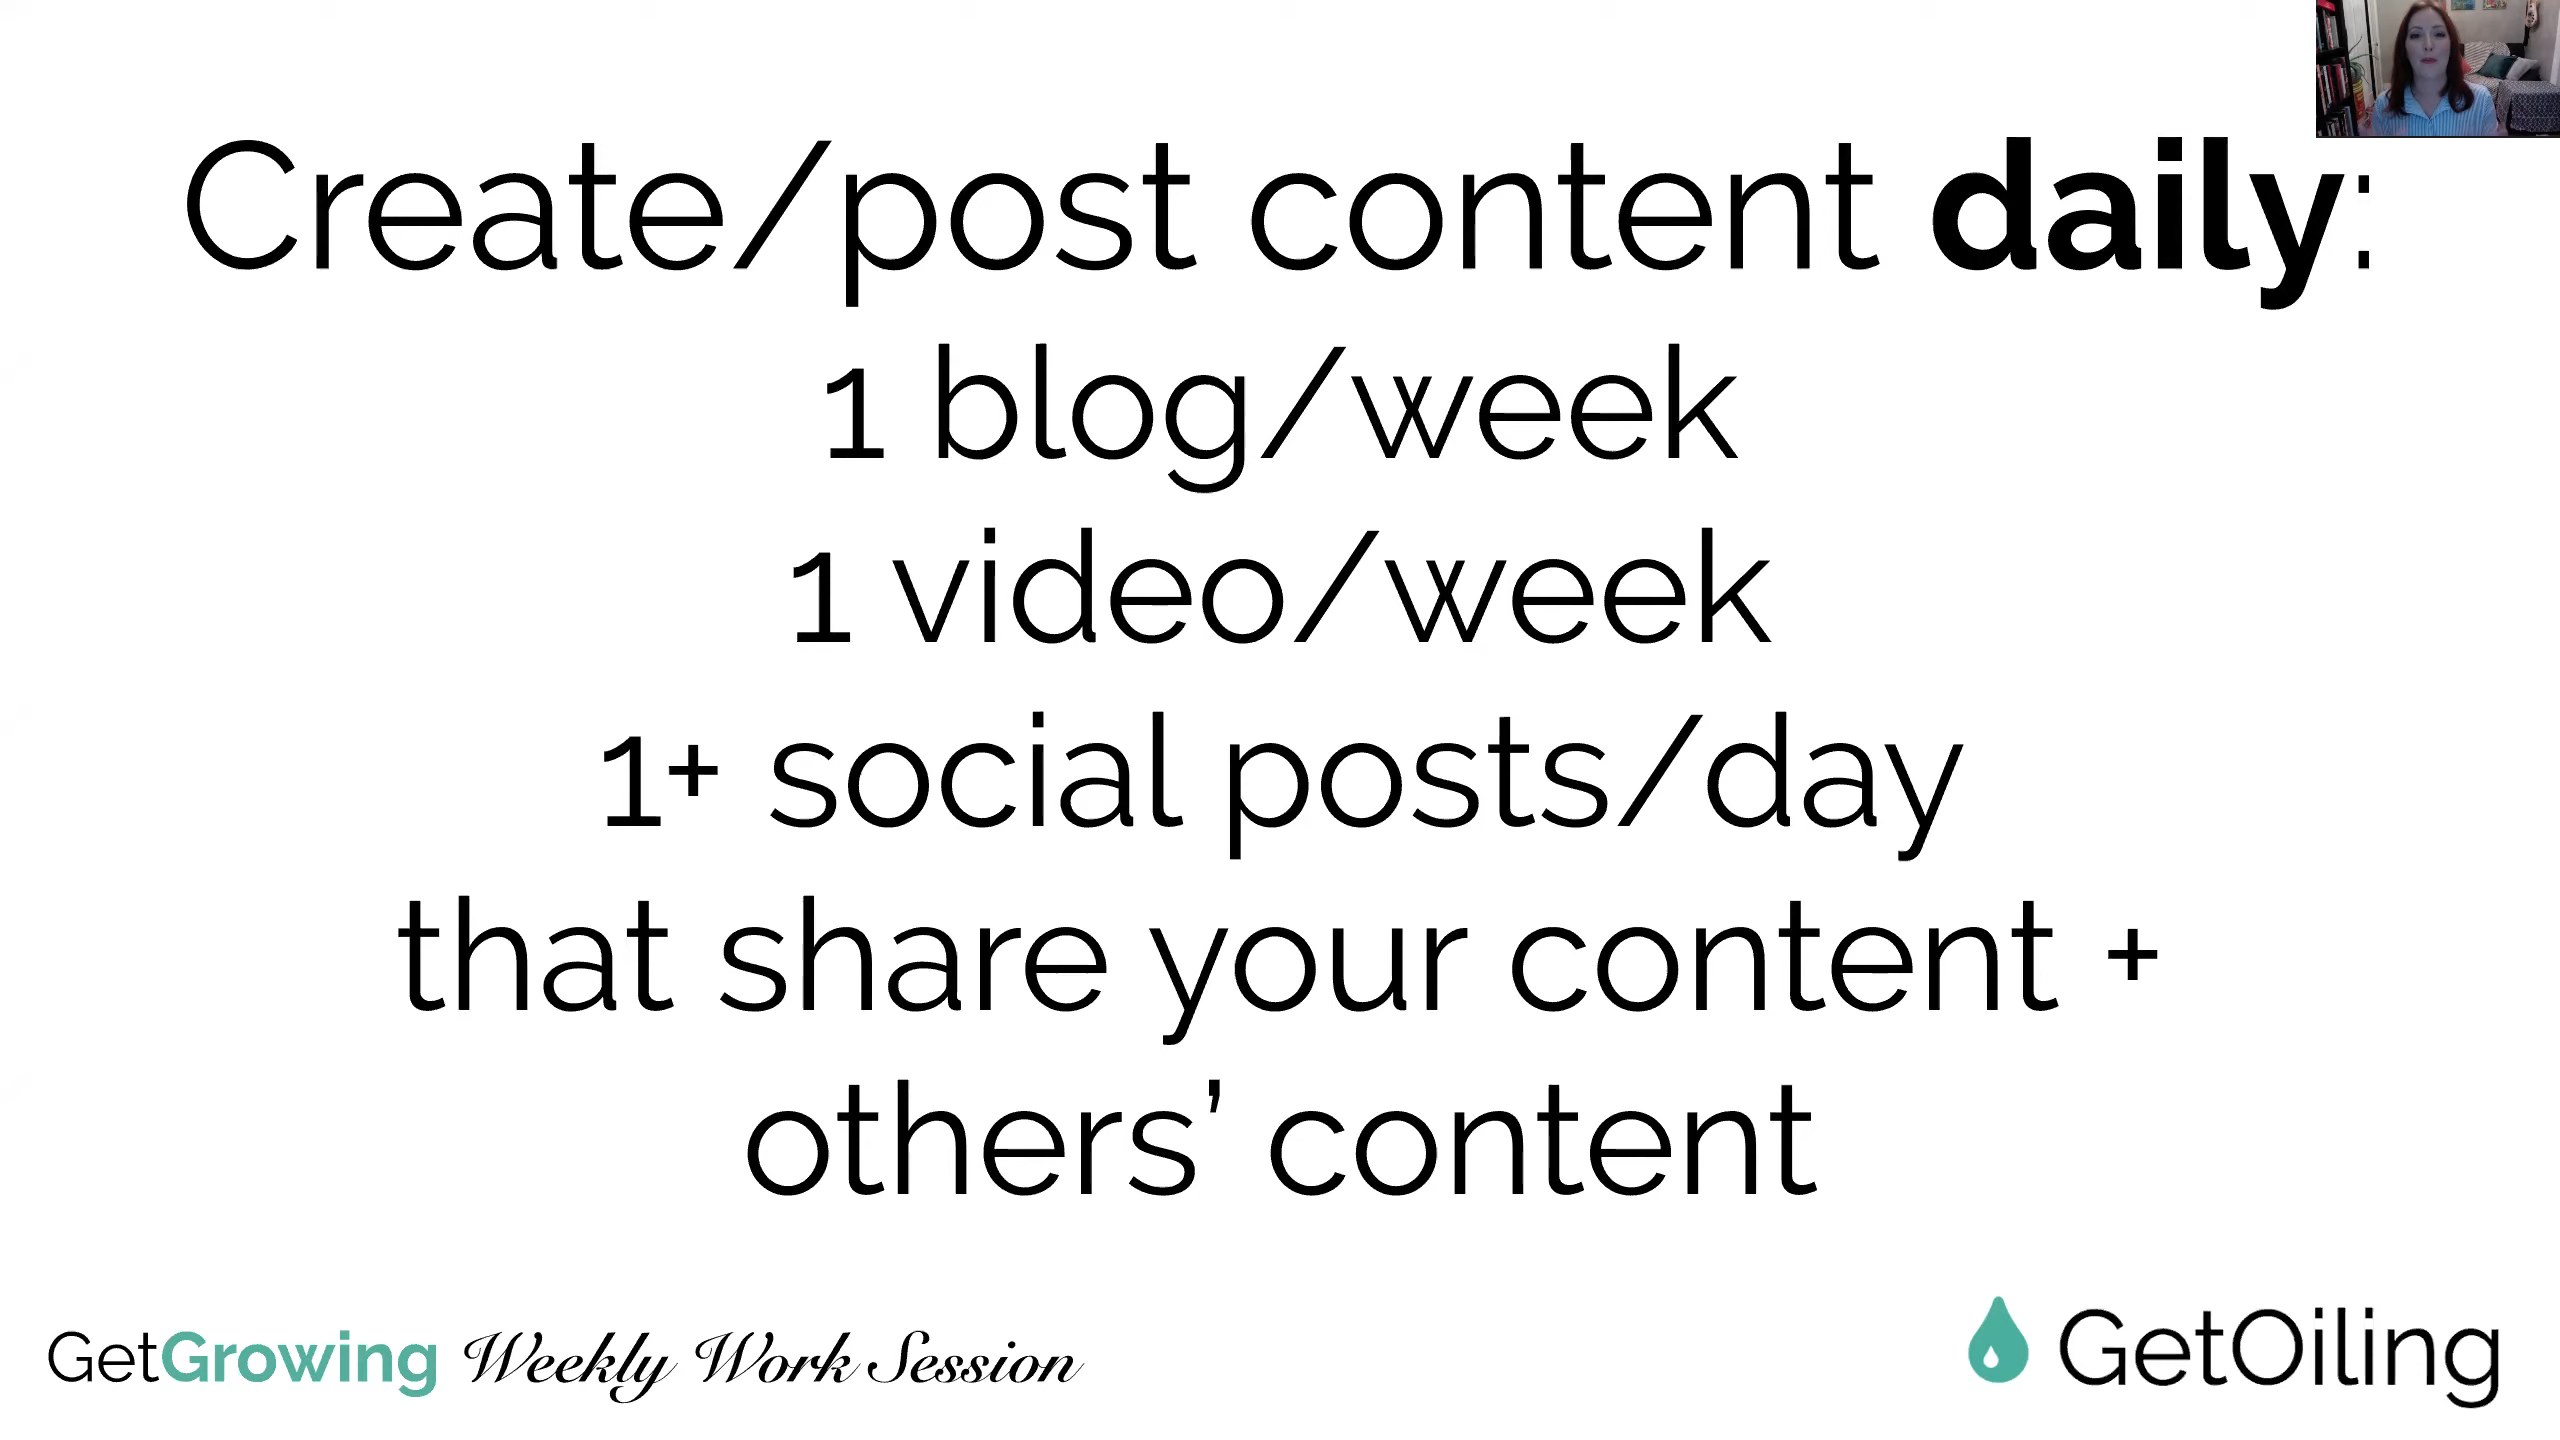 Create/post content daily:
1 blog/week
1 video/week
1+ social posts/day
that share your content +
others’ content
GetGrowing Weekly Work Session
GetOiling